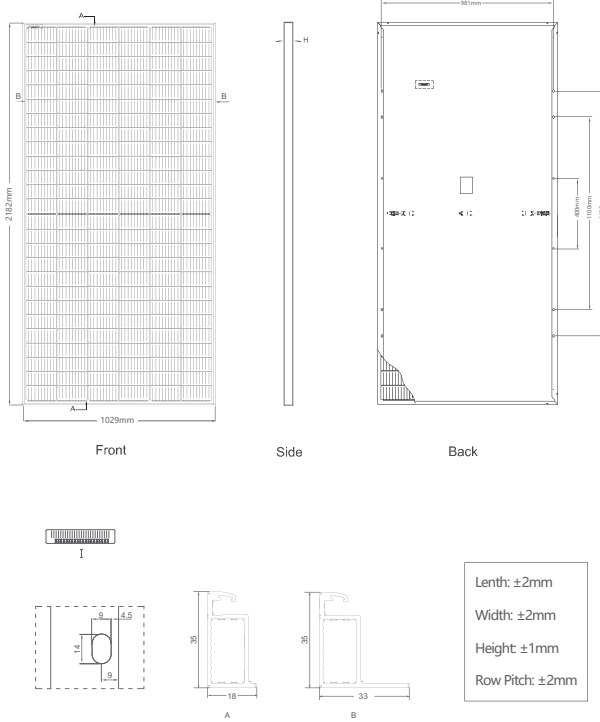 981mm
A
H
B
B
2182mm
400mm
1100mm
A
1029mm
Front
Side
Back
I
9
4.5
14
9
35
18
A
35
33
B
Lenth: ±2mm
Width: ±2mm
Height: ±1mm
Row Pitch: ±2mm